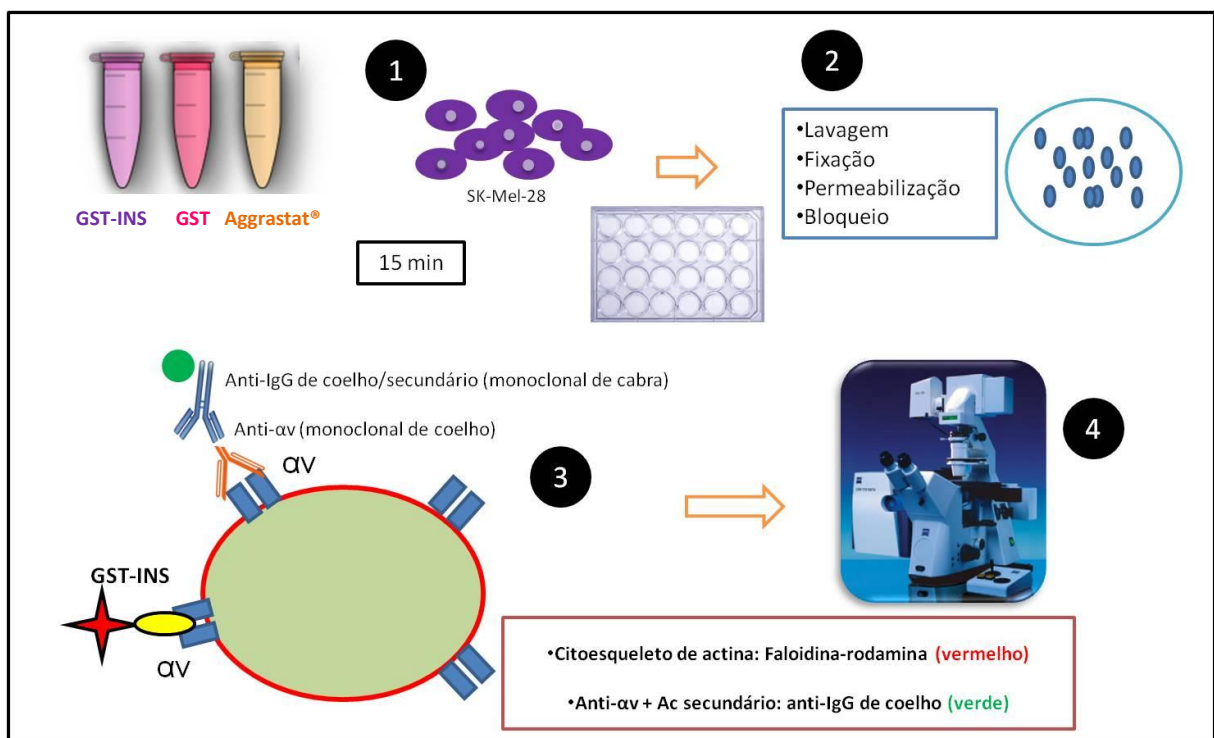 1
2
GST-INS GST Aggrastat®
SK-Mel-28
15 min
•Lavagem
•Fixação
•Permeabilização
•Bloqueio
Anti-IgG de coelho/secundário (monoclonal de cabra)
Anti-αv (monoclonal de coelho)
αv
3
4
GST-INS
αv
•Citoesqueleto de actina: Faloidina-rodamina (vermelho)
•Anti-αv + Ac secundário: anti-IgG de coelho (verde)